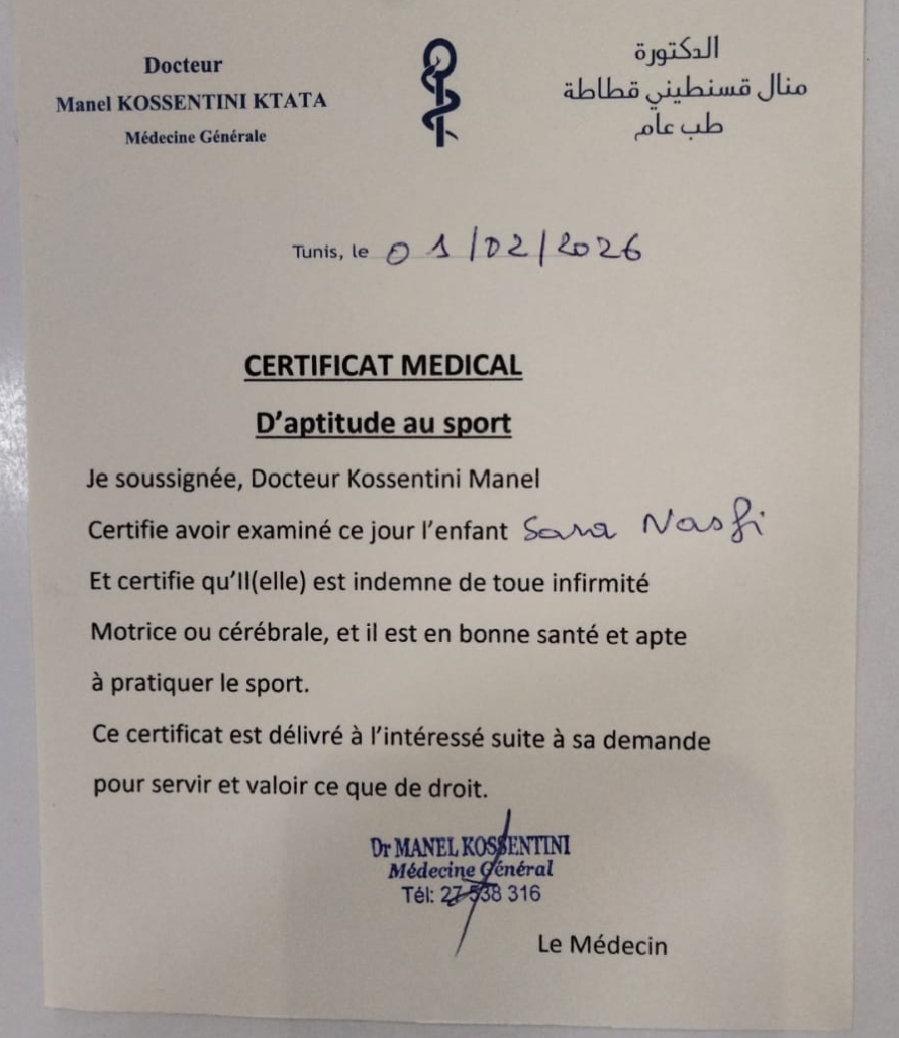 Docteur
Manel KOSSENTINI KTATA
Médecine Générale
الدكتورة
منال قسنطيني قطاطة
طب عام
Tunis, le 01/02/2026
CERTIFICAT MEDICAL
D'aptitude au sport
Je soussignée, Docteur Kossentini Manel
Certifie avoir examiné ce jour l'enfant Sara Nasfi
Et certifie qu'Il(elle) est indemne de toue infirmité
Motrice ou cérébrale, et il est en bonne santé et apte
à pratiquer le sport.
Ce certificat est délivré à l'intéressé suite à sa demande
pour servir et valoir ce que de droit.
Dr MANEL KOSSENTINI
Médecine Général
Tél: 27 538 316
Le Médecin